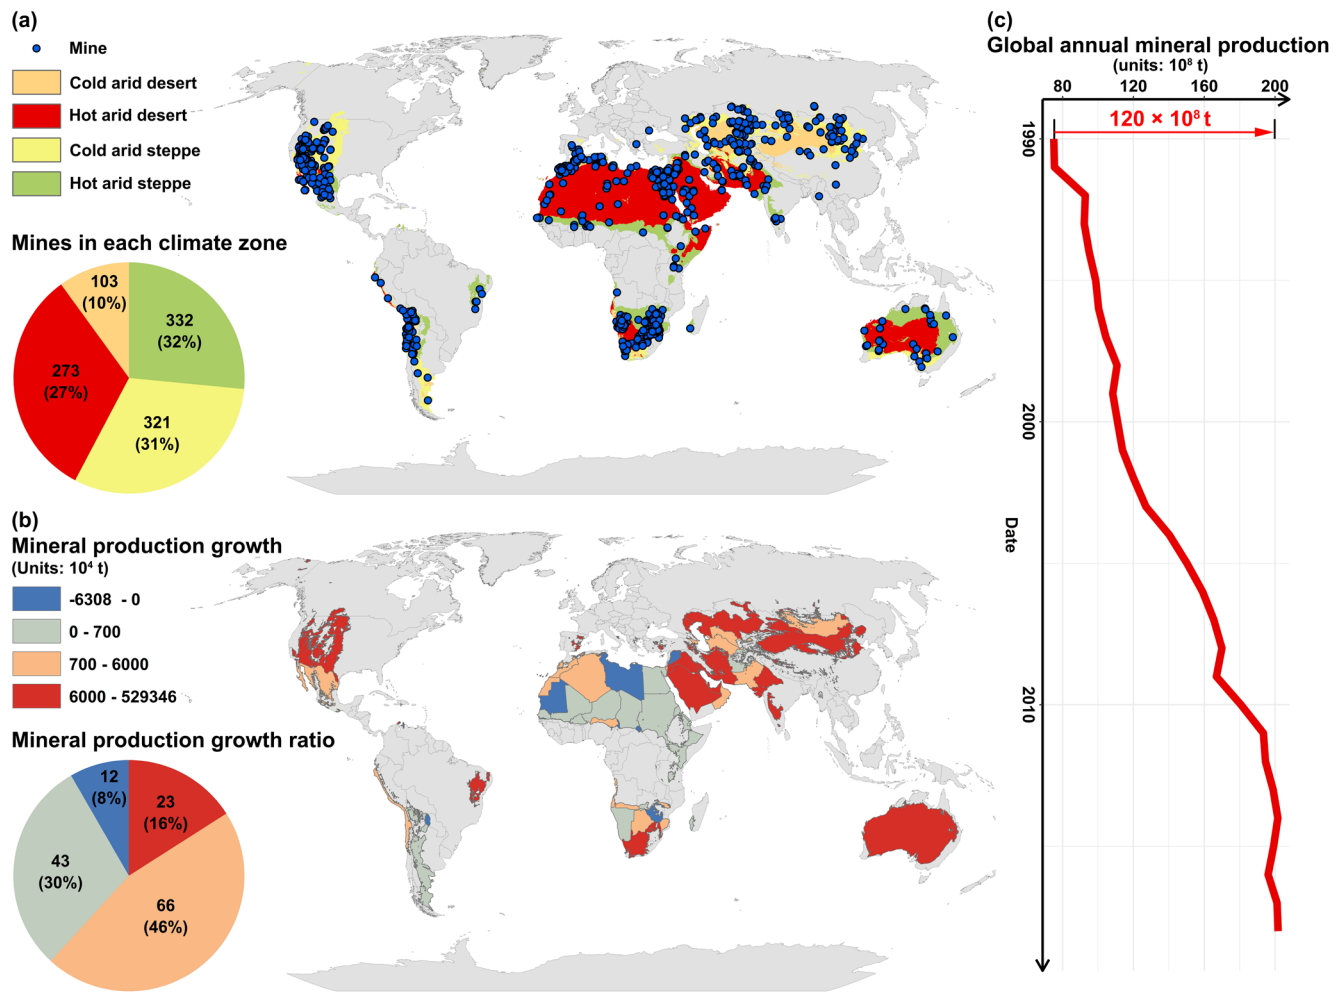 (a)
Mine
Cold arid desert
Hot arid desert
Cold arid steppe
Hot arid steppe
Mines in each climate zone
103
(10%)
332
(32%)
273
(27%)
321
(31%)
(b)
Mineral production growth
(Units: 10⁴ t)
-6308 - 0
0 - 700
700 - 6000
6000 - 529346
Mineral production growth ratio
12
(8%)
23
(16%)
43
(30%)
66
(46%)
(c)
Global annual mineral production
(units: 10⁸ t)
80 120 160 200
120 × 10⁸ t
1990
2000
Date
2010